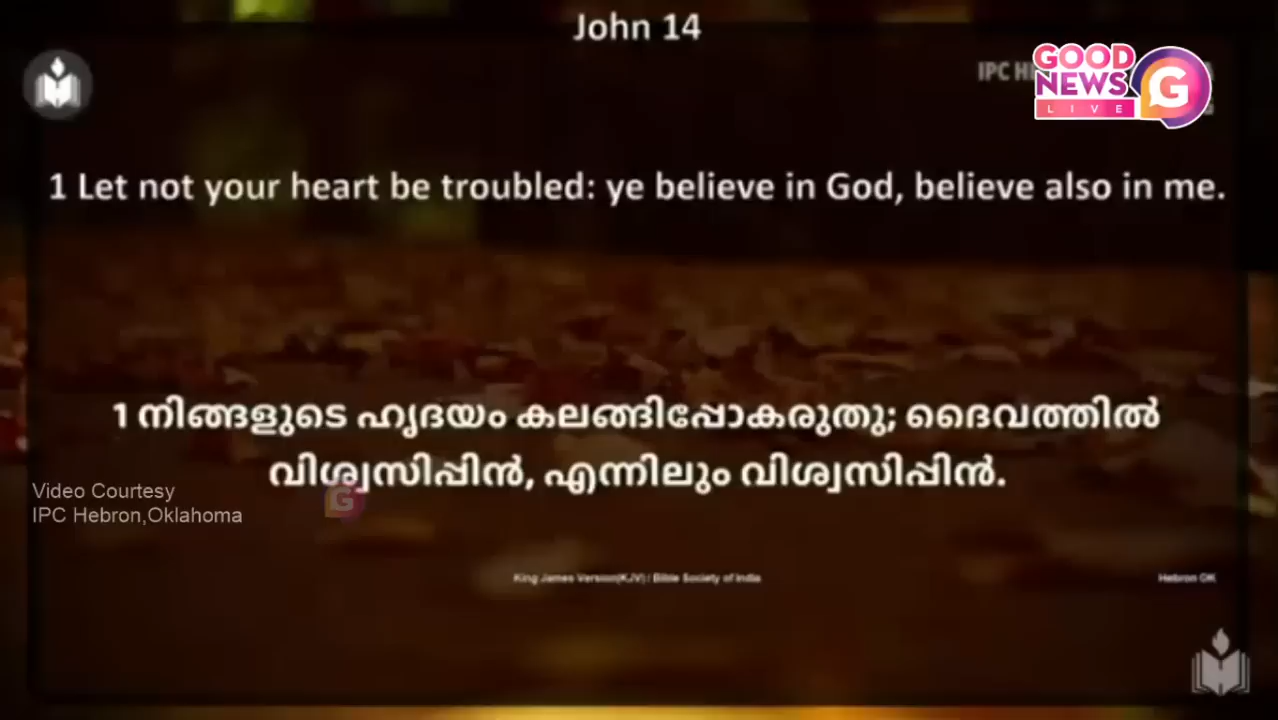 John 14
IPC H
GOOD
NEWS
LIVE
G
1 Let not your heart be troubled: ye believe in God, believe also in me.
1 നിങ്ങളുടെ ഹൃദയം കലങ്ങിപ്പോകരുതു; ദൈവത്തിൽ
വിശ്വസിപ്പിൻ, എന്നിലും വിശ്വസിപ്പിൻ.
Video Courtesy
IPC Hebron,Oklahoma
G
King James Version(KJV) / Bible Society of India
Hebron OK